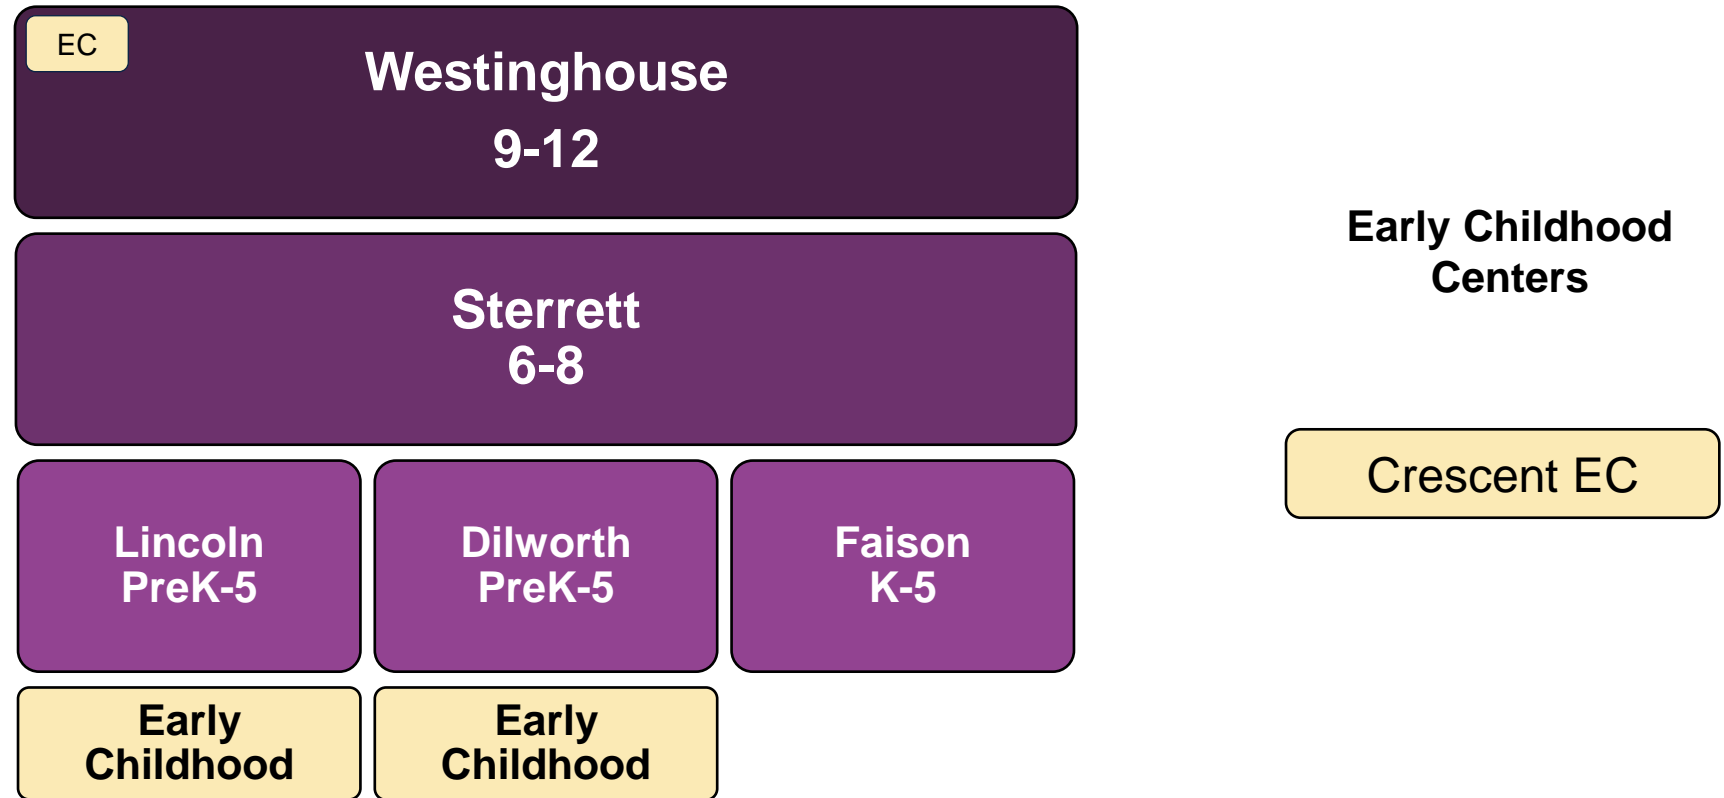 EC
Westinghouse
9-12
Sterrett
6-8
Lincoln
PreK-5
Dilworth
PreK-5
Faison
K-5
Early
Childhood
Early
Childhood
Early Childhood
Centers
Crescent EC